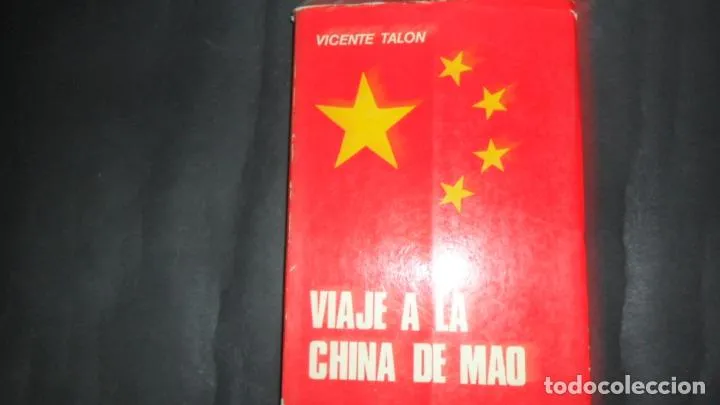 VICENTE TALON
VIAJE A LA
CHINA DE MAO
todocoleccion